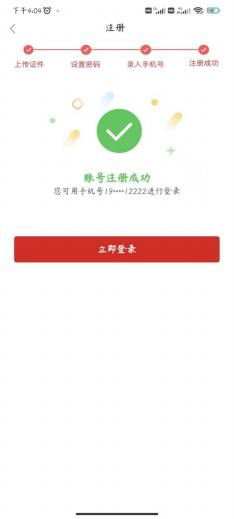 下午4:04
注册
上传证件 设置密码 录入手机号 注册成功
账号注册成功
您可用手机号19****12222进行登录
立即登录